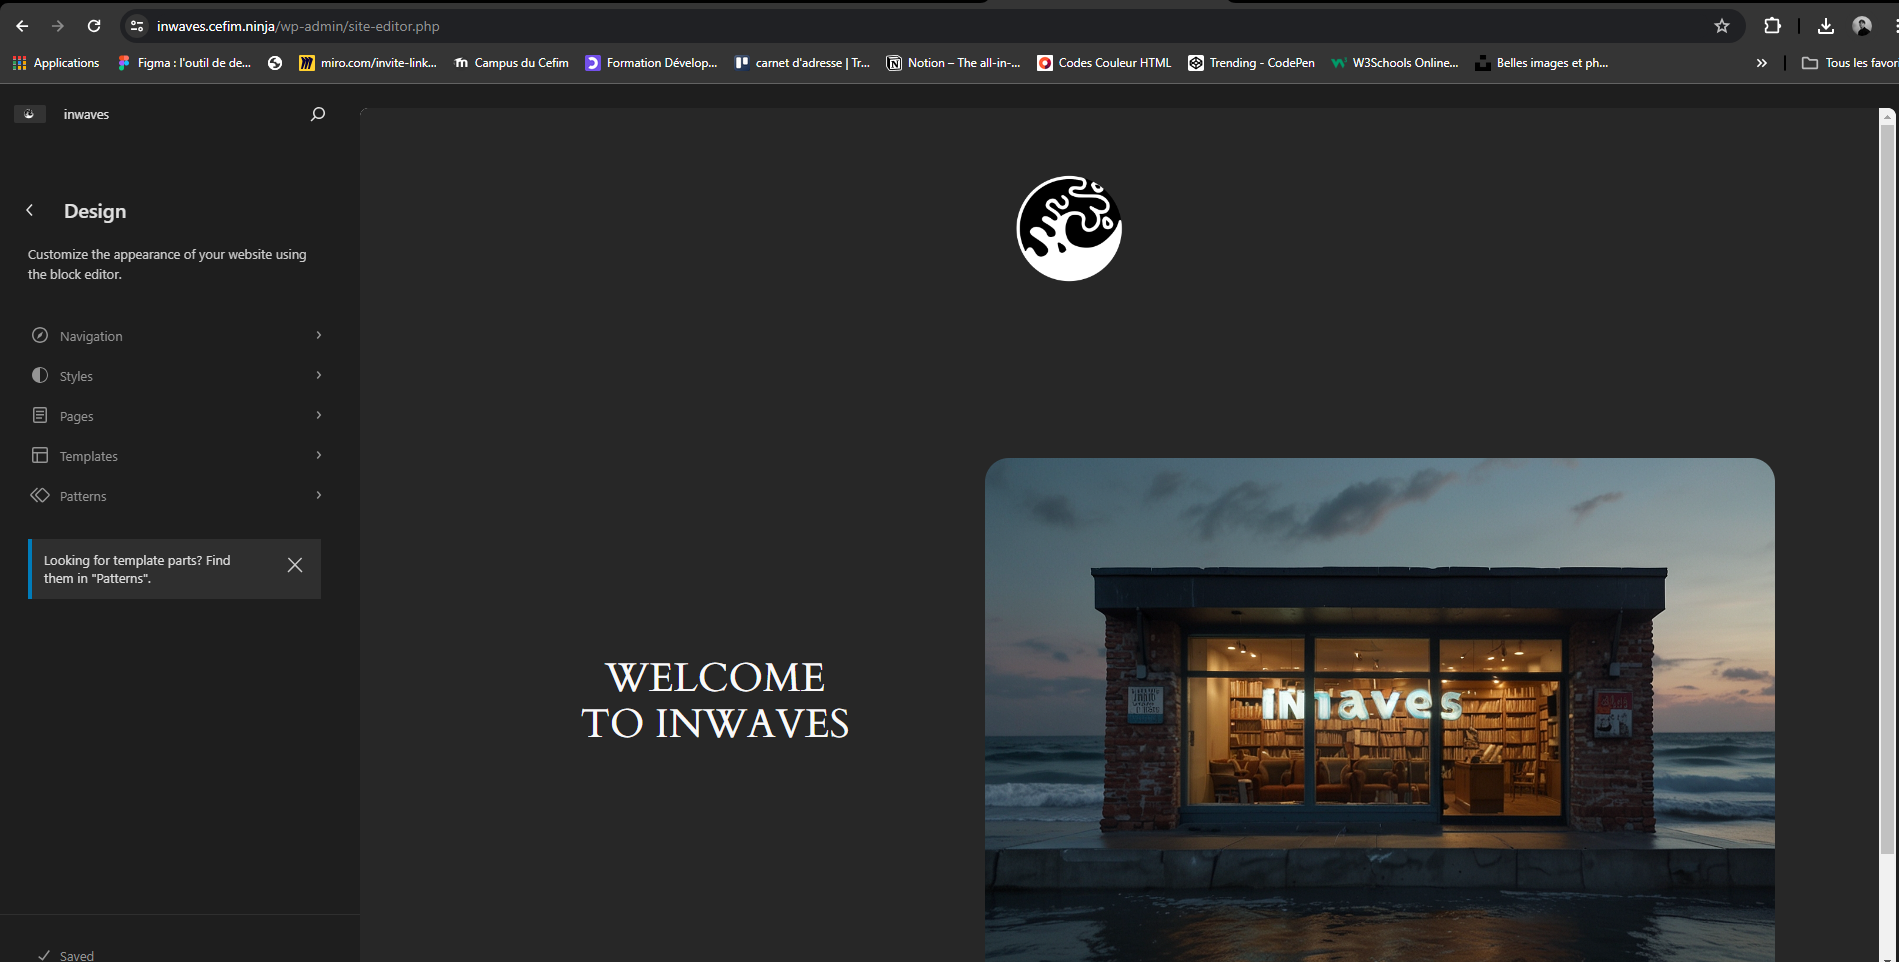 inwaves.cefim.ninja/wp-admin/site-editor.php
Applications
Figma : l'outil de de...
miro.com/invite-link...
Campus du Cefim
Formation Dévelop...
carnet d'adresse | Tr...
Notion – The all-in-...
Codes Couleur HTML
Trending - CodePen
W3Schools Online...
Belles images et ph...
Tous les favor
inwaves
Design
Customize the appearance of your website using
the block editor.
Navigation
Styles
Pages
Templates
Patterns
Looking for template parts? Find
them in "Patterns".
Saved
WELCOME
TO INWAVES